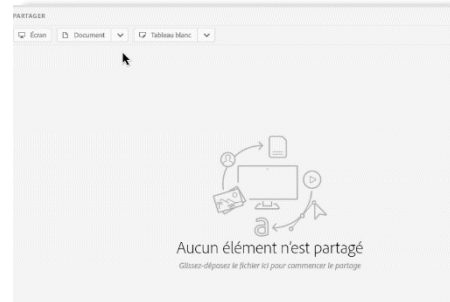 PARTAGER
Écran Document Tableau blanc
Aucun élément n'est partagé
Glissez-déposez le fichier ici pour commencer le partage